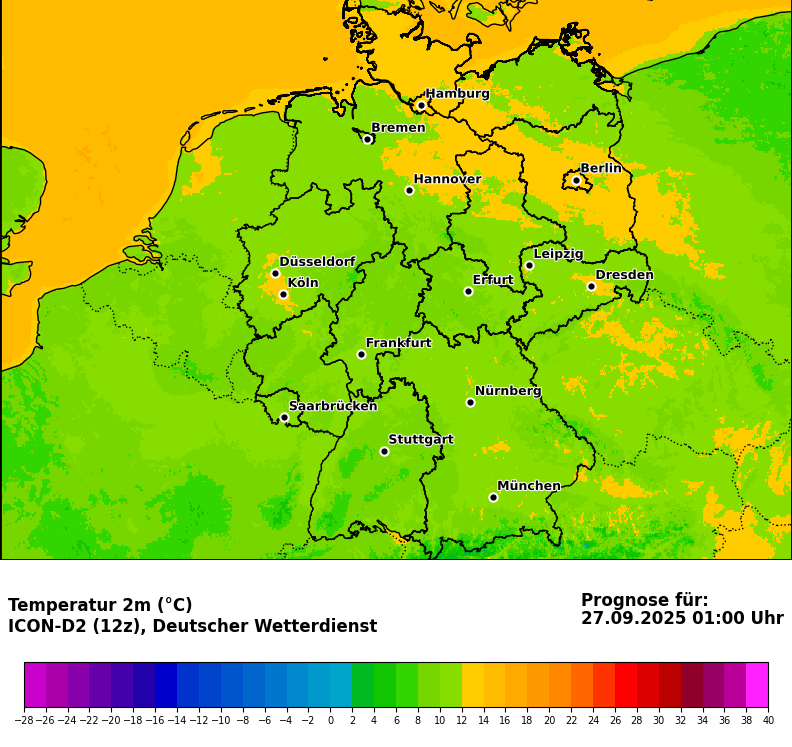 Hamburg
Bremen
Berlin
Hannover
Leipzig
Düsseldorf
Dresden
Köln
Erfurt
Frankfurt
Nürnberg
Saarbrücken
Stuttgart
München
Temperatur 2m (°C)
ICON-D2 (12z), Deutscher Wetterdienst
Prognose für:
27.09.2025 01:00 Uhr
−28 −26 −24 −22 −20 −18 −16 −14 −12 −10 −8 −6 −4 −2 0 2 4 6 8 10 12 14 16 18 20 22 24 26 28 30 32 34 36 38 40